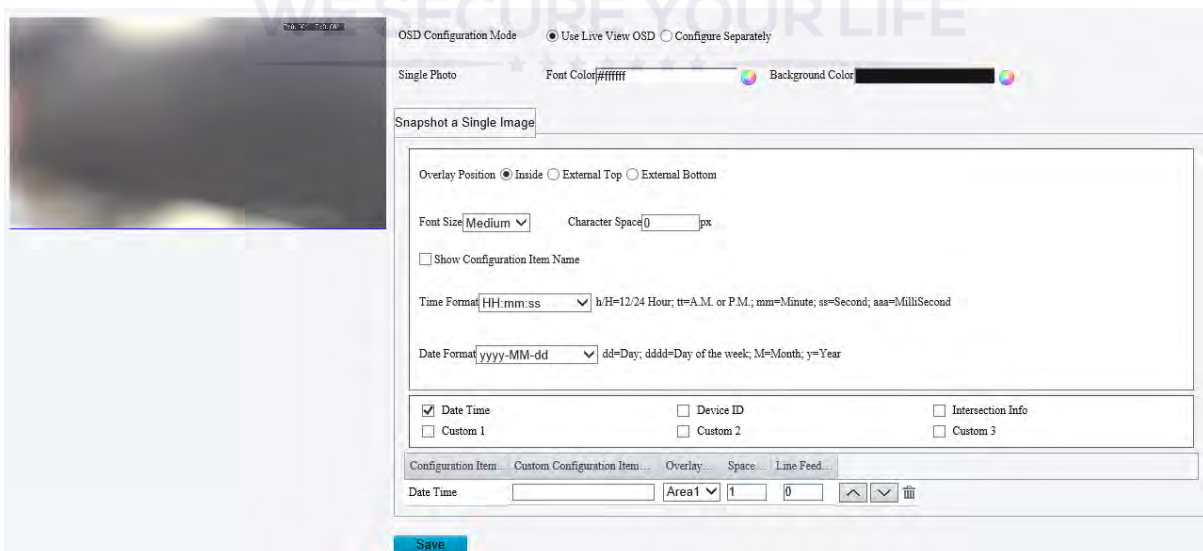 WE SECURE YOUR LIFE
OSD Configuration Mode Use Live View OSD Configure Separately
Single Photo Font Color #ffffff Background Color
Snapshot a Single Image
Overlay Position Inside External Top External Bottom
Font Size Medium Character Space 0 px
Show Configuration Item Name
Time Format HH:mm:ss h/H=12/24 Hour; tt=A.M. or P.M.; mm=Minute; ss=Second; aaa=MilliSecond
Date Format yyyy-MM-dd dd=Day; dddd=Day of the week; M=Month; y=Year
Date Time Device ID Intersection Info
Custom 1 Custom 2 Custom 3
Configuration Item... Custom Configuration Item... Overlay... Space... Line Feed...
Date Time Area1 1 0
Save